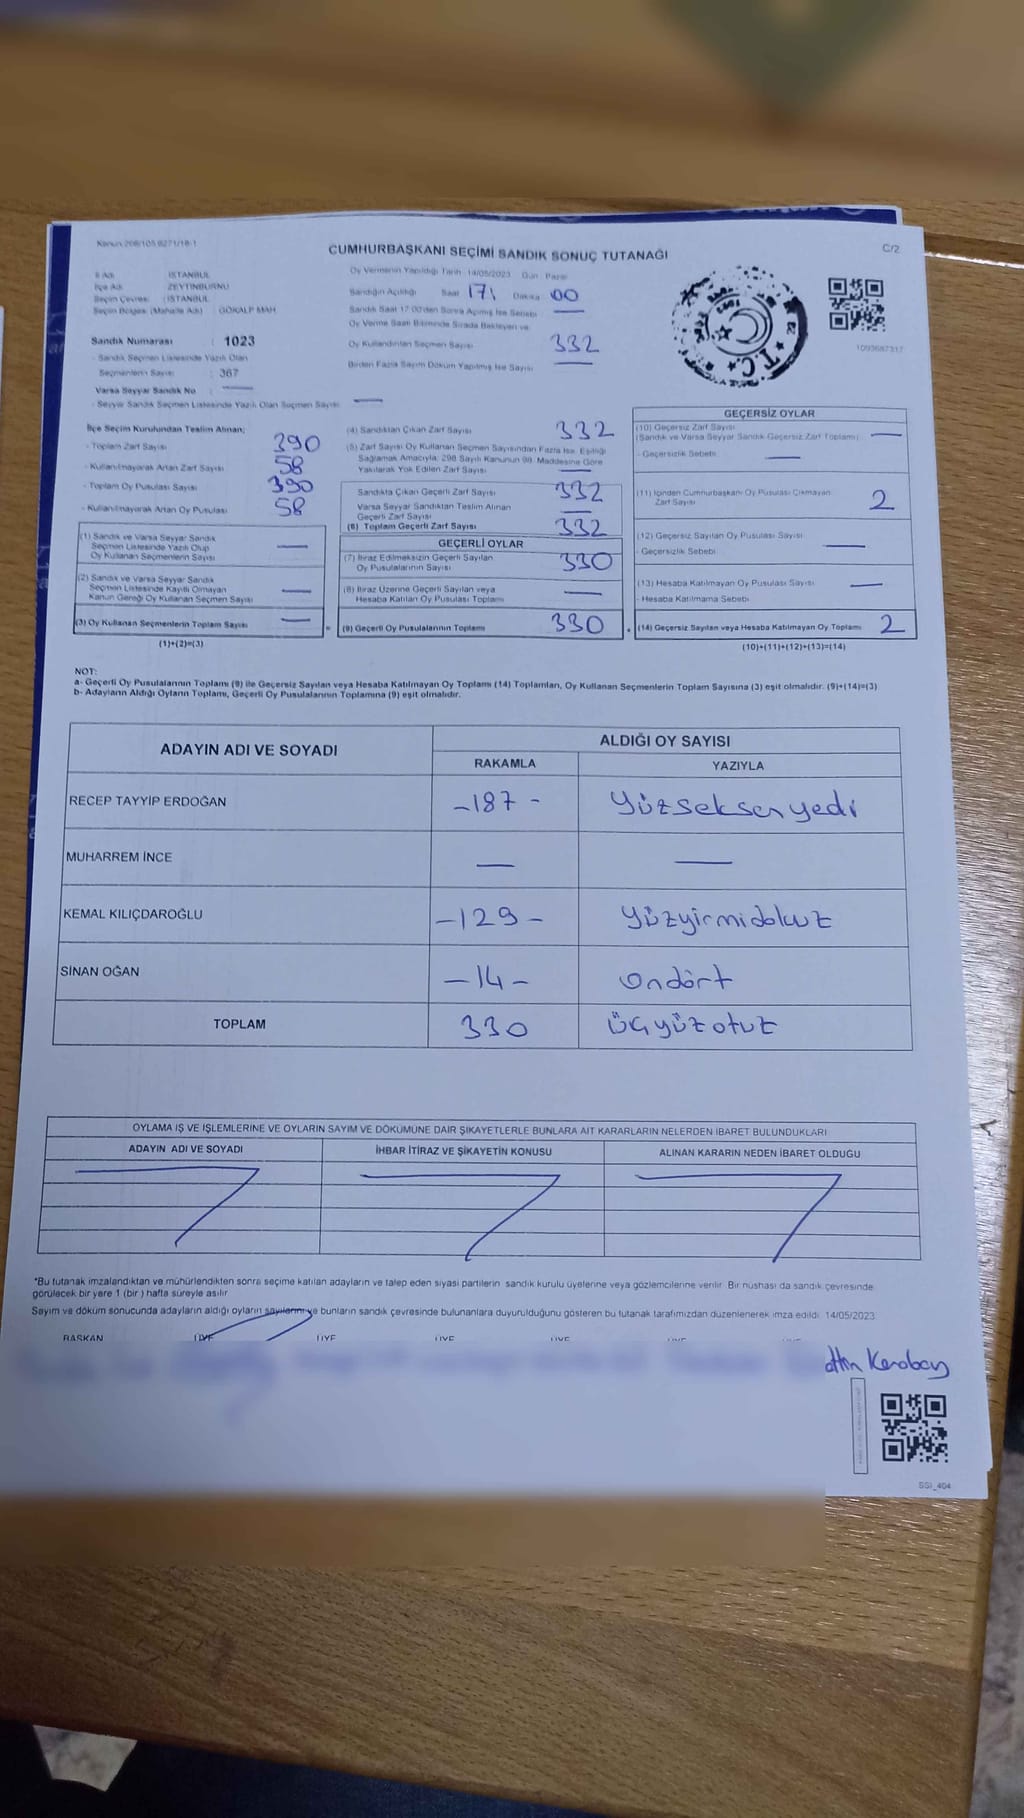 Kanun:298/105.6271/18-1
CUMHURBAŞKANI SEÇİMİ SANDIK SONUÇ TUTANAĞI
C/2
İl Adı : İSTANBUL
İlçe Adı : ZEYTİNBURNU
Seçim Çevresi : İSTANBUL
Seçim Bölgesi (Mahalle Adı) : GÖKALP MAH.
Sandık Numarası : 1023
- Sandık Seçmen Listesinde Yazılı Olan
Seçmenlerin Sayısı : 367
Varsa Seyyar Sandık No :
- Seyyar Sandık Seçmen Listesinde Yazılı Olan Seçmen Sayısı
Oy Vermenin Yapıldığı Tarih : 14/05/2023 Gün : Pazar
Sandığın Açıldığı Saat 17 Dakika 00
Sandık Saat 17:00'den Sonra Açılmış İse Sebebi
Oy Verme Saati Bitiminde Sırada Bekleyen ve
Oy Kullandırılan Seçmen Sayısı 332
Birden Fazla Sayım Döküm Yapılmış İse Sayısı
T.C.
1093687317
İlçe Seçim Kurulundan Teslim Alınan;
- Toplam Zarf Sayısı 390
- Kullanılmayarak Artan Zarf Sayısı 58
- Toplam Oy Pusulası Sayısı 390
- Kullanılmayarak Artan Oy Pusulası 58
(1) Sandık ve Varsa Seyyar Sandık
Seçmen Listesinde Yazılı Olup
Oy Kullanan Seçmenlerin Sayısı
(2) Sandık ve Varsa Seyyar Sandık
Seçmen Listesinde Kayıtlı Olmayan
Kanun Gereği Oy Kullanan Seçmen Sayısı
(3) Oy Kullanan Seçmenlerin Toplam Sayısı
(1)+(2)=(3)
=
(4) Sandıktan Çıkan Zarf Sayısı 332
(5) Zarf Sayısı Oy Kullanan Seçmen Sayısından Fazla İse, Eşitliği
Sağlamak Amacıyla, 298 Sayılı Kanunun 98. Maddesine Göre
Yakılarak Yok Edilen Zarf Sayısı
Sandıkta Çıkan Geçerli Zarf Sayısı 332
Varsa Seyyar Sandıktan Teslim Alınan
Geçerli Zarf Sayısı
(6) Toplam Geçerli Zarf Sayısı 332
GEÇERLİ OYLAR
(7) İtiraz Edilmeksizin Geçerli Sayılan
Oy Pusulalarının Sayısı 330
(8) İtiraz Üzerine Geçerli Sayılan veya
Hesaba Katılan Oy Pusulası Toplamı
(9) Geçerli Oy Pusulalarının Toplamı 330
GEÇERSİZ OYLAR
(10) Geçersiz Zarf Sayısı
(Sandık ve Varsa Seyyar Sandık Geçersiz Zarf Toplamı)
- Geçersizlik Sebebi
(11) İçinden Cumhurbaşkanı Oy Pusulası Çıkmayan
Zarf Sayısı 2
(12) Geçersiz Sayılan Oy Pusulası Sayısı
- Geçersizlik Sebebi
(13) Hesaba Katılmayan Oy Pusulası Sayısı
- Hesaba Katılmama Sebebi
(14) Geçersiz Sayılan veya Hesaba Katılmayan Oy Toplamı 2
(10)+(11)+(12)+(13)=(14)
NOT:
a- Geçerli Oy Pusulalarının Toplamı (9) ile Geçersiz Sayılan veya Hesaba Katılmayan Oy Toplamı (14) Toplamları, Oy Kullanan Seçmenlerin Toplam Sayısına (3) eşit olmalıdır. (9)+(14)=(3)
b- Adayların Aldığı Oyların Toplamı, Geçerli Oy Pusulalarının Toplamına (9) eşit olmalıdır.
ADAYIN ADI VE SOYADI
ALDIĞI OY SAYISI
RAKAMLA YAZIYLA
RECEP TAYYİP ERDOĞAN -187- Yüzseksenyedi
MUHARREM İNCE — —
KEMAL KILIÇDAROĞLU -129- Yüzyirmidokuz
SİNAN OĞAN -14- Ondört
TOPLAM 330 üçyüzotuz
OYLAMA İŞ VE İŞLEMLERİNE VE OYLARIN SAYIM VE DÖKÜMÜNE DAİR ŞİKAYETLERLE BUNLARA AİT KARARLARIN NELERDEN İBARET BULUNDUKLARI
ADAYIN ADI VE SOYADI İHBAR İTİRAZ VE ŞİKAYETİN KONUSU ALINAN KARARIN NEDEN İBARET OLDUĞU
*Bu tutanak imzalandıktan ve mühürlendikten sonra seçime katılan adayların ve talep eden siyasi partilerin sandık kurulu üyelerine veya gözlemcilerine verilir. Bir nüshası da sandık çevresinde
görülecek bir yere 1 (bir ) hafta süreyle asılır.
Sayım ve döküm sonucunda adayların aldığı oyların sayılarını ve bunların sandık çevresinde bulunanlara duyurulduğunu gösteren bu tutanak tarafımızdan düzenlenerek imza edildi. 14/05/2023
BAŞKAN ÜYE ÜYE ÜYE ÜYE ÜYE ÜYE
Karabay
SSI_404